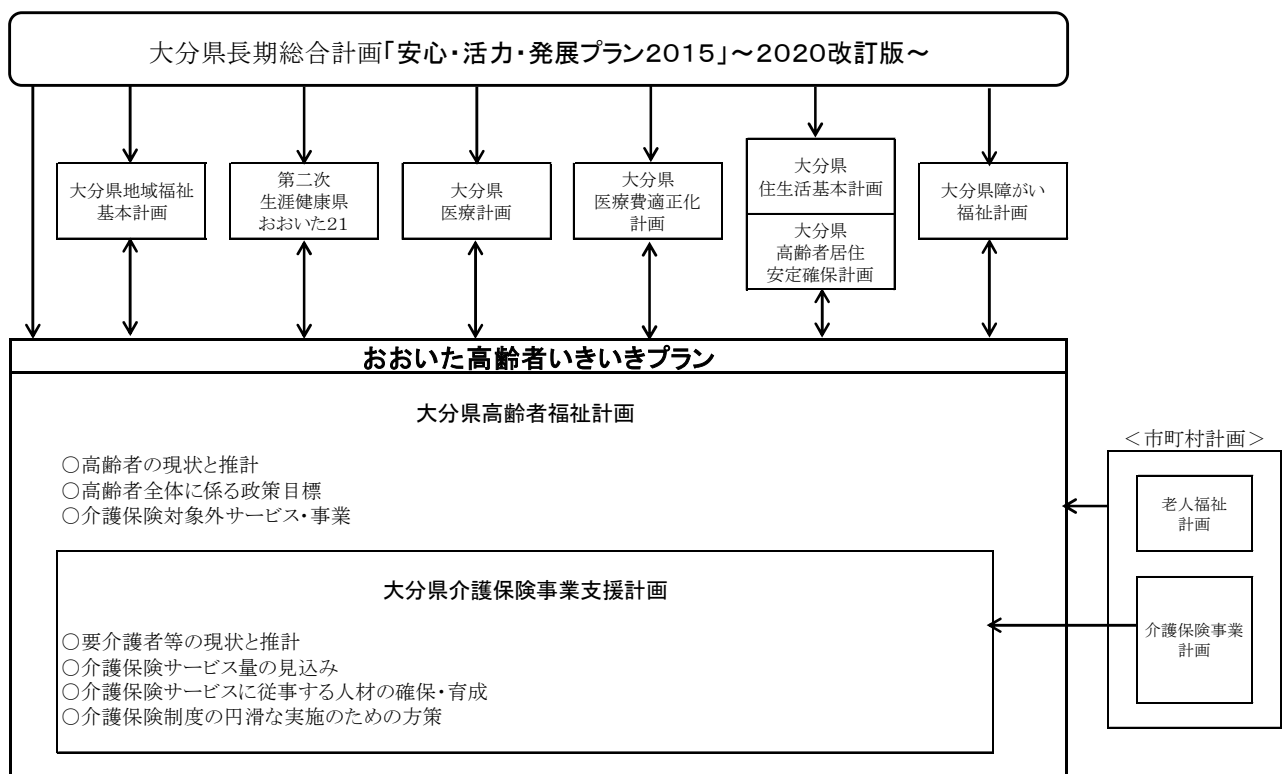 大分県長期総合計画「安心・活力・発展プラン2015」～2020改訂版～
大分県地域福祉
基本計画
第二次
生涯健康県
おおいた21
大分県
医療計画
大分県
医療費適正化
計画
大分県
住生活基本計画
大分県
高齢者居住
安定確保計画
大分県障がい
福祉計画
おおいた高齢者いきいきプラン
大分県高齢者福祉計画
○高齢者の現状と推計
○高齢者全体に係る政策目標
○介護保険対象外サービス・事業
大分県介護保険事業支援計画
○要介護者等の現状と推計
○介護保険サービス量の見込み
○介護保険サービスに従事する人材の確保・育成
○介護保険制度の円滑な実施のための方策
＜市町村計画＞
老人福祉
計画
介護保険事業
計画